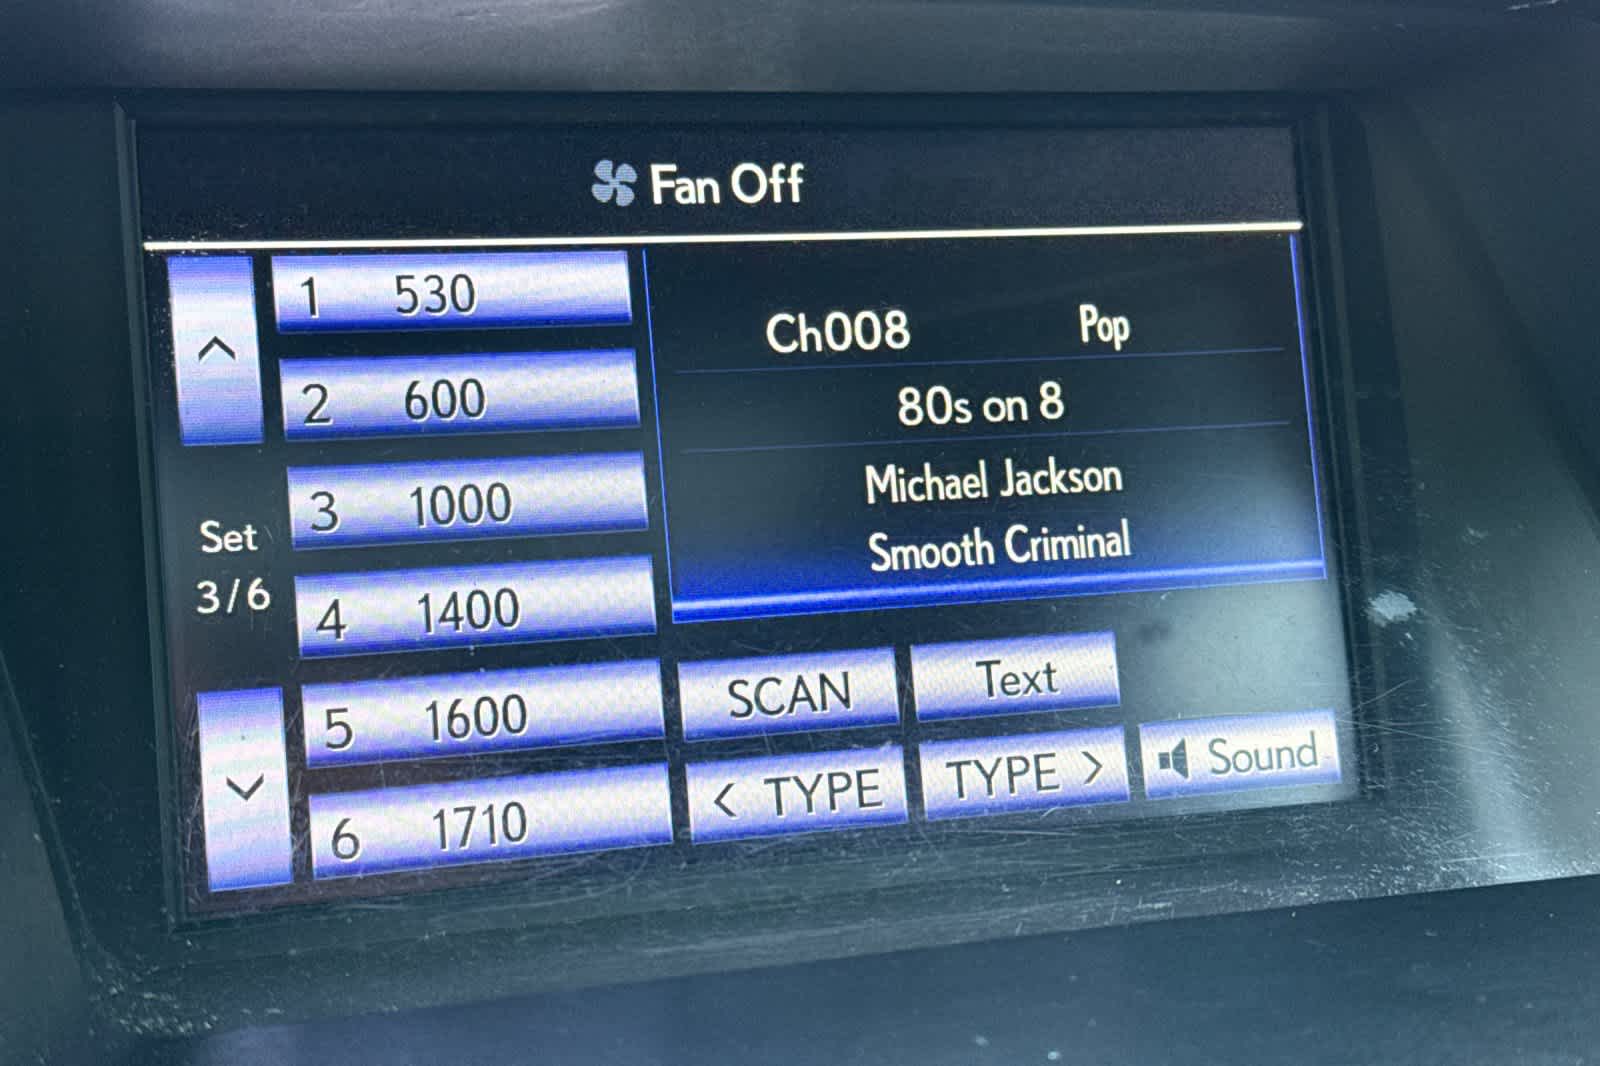 Fan Off
1 530
2 600
3 1000
4 1400
5 1600
6 1710
Set
3/6
Ch008 Pop
80s on 8
Michael Jackson
Smooth Criminal
SCAN Text
< TYPE TYPE > Sound